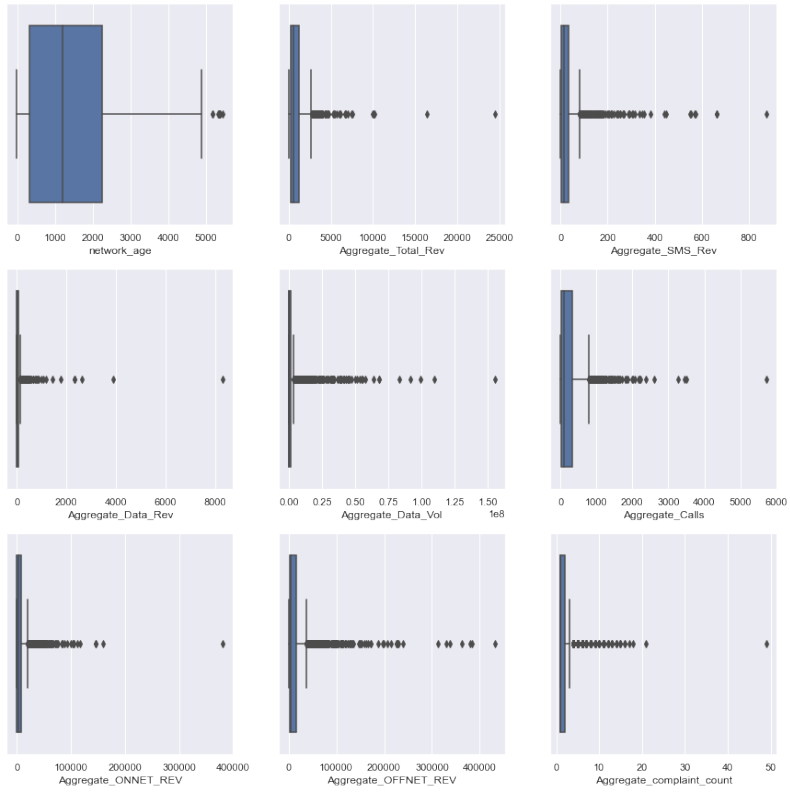 0 1000 2000 3000 4000 5000
network_age
0 5000 10000 15000 20000 25000
Aggregate_Total_Rev
0 200 400 600 800
Aggregate_SMS_Rev
0 2000 4000 6000 8000
Aggregate_Data_Rev
0.00 0.25 0.50 0.75 1.00 1.25 1.50
1e8
Aggregate_Data_Vol
0 1000 2000 3000 4000 5000 6000
Aggregate_Calls
0 100000 200000 300000 400000
Aggregate_ONNET_REV
0 100000 200000 300000 400000
Aggregate_OFFNET_REV
0 10 20 30 40 50
Aggregate_complaint_count